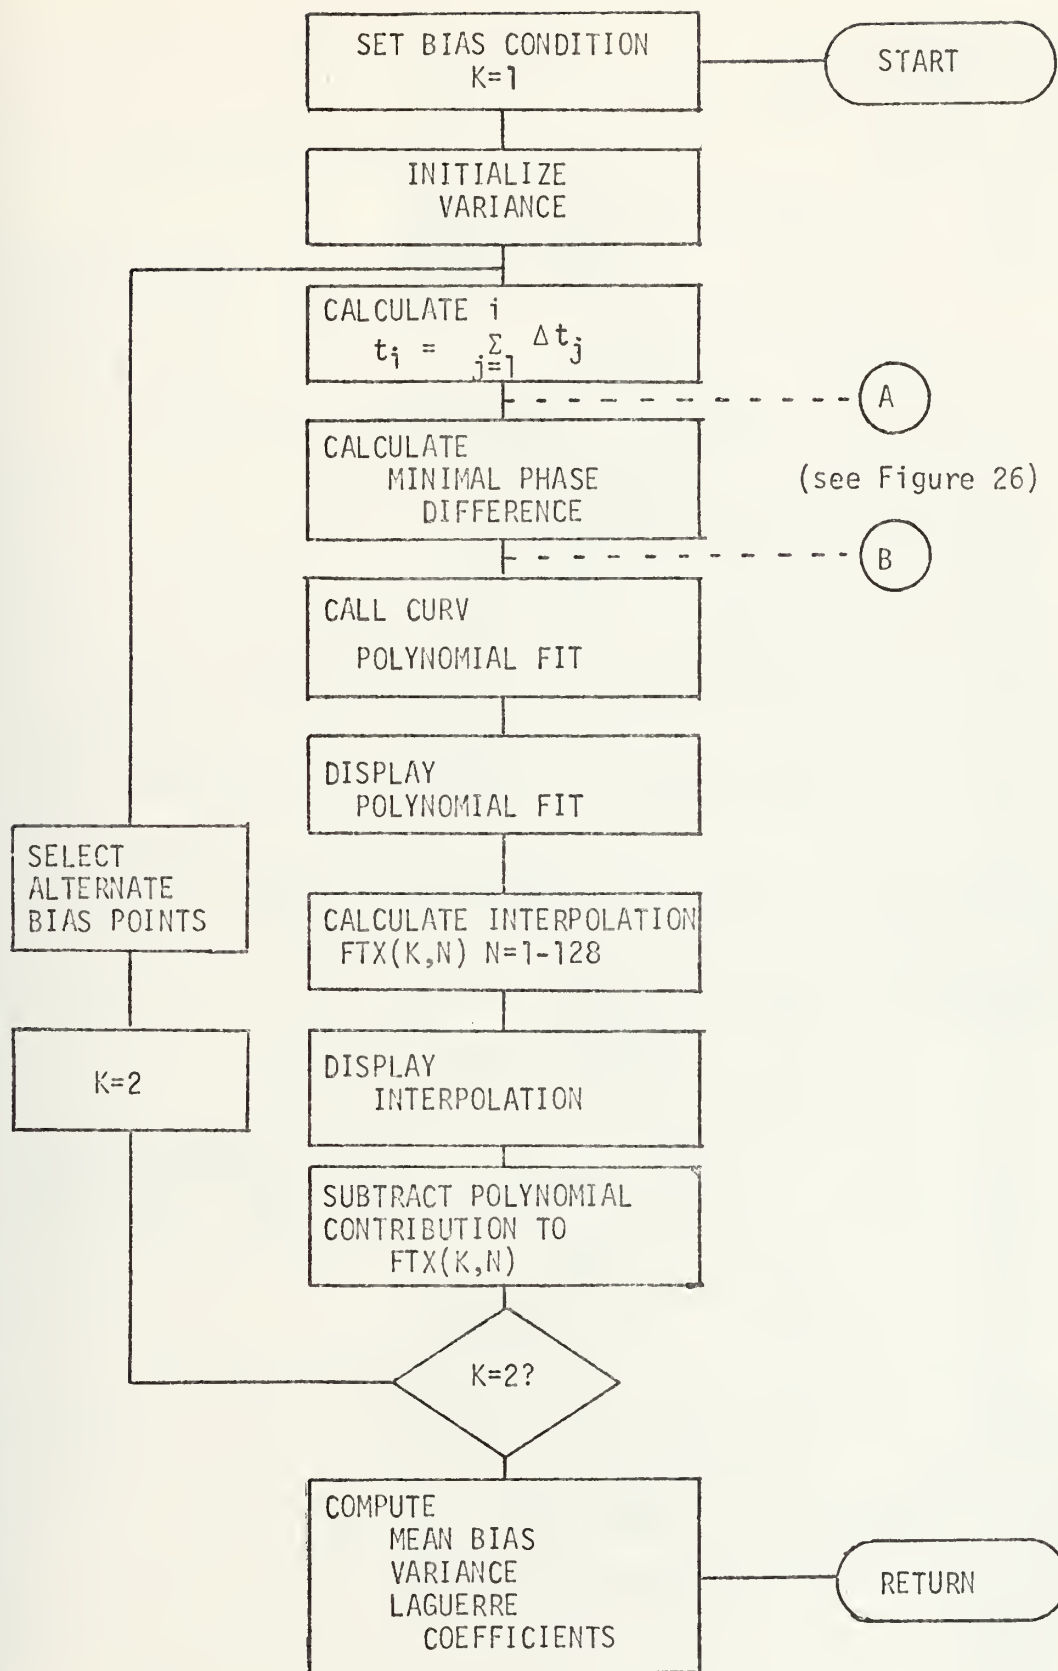 SET BIAS CONDITION
K=1
START
INITIALIZE
VARIANCE
CALCULATE i
t_i = Σ Δt_j
j=1
A
CALCULATE
MINIMAL PHASE
DIFFERENCE
(see Figure 26)
B
CALL CURV
POLYNOMIAL FIT
DISPLAY
POLYNOMIAL FIT
SELECT
ALTERNATE
BIAS POINTS
CALCULATE INTERPOLATION
FTX(K,N) N=1-128
K=2
DISPLAY
INTERPOLATION
SUBTRACT POLYNOMIAL
CONTRIBUTION TO
FTX(K,N)
K=2?
COMPUTE
MEAN BIAS
VARIANCE
LAGUERRE
COEFFICIENTS
RETURN